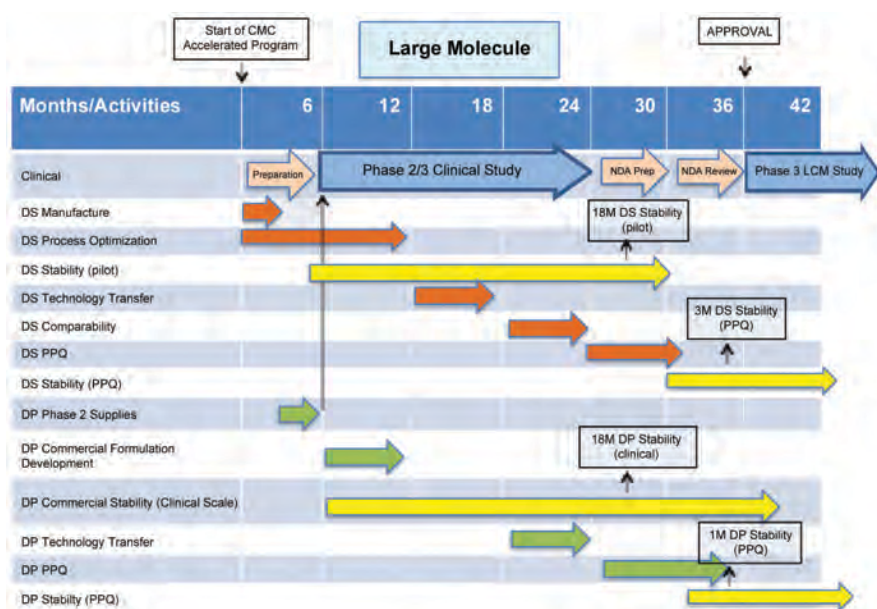 Start of CMC
Accelerated Program
Large Molecule
APPROVAL
Months/Activities 6 12 18 24 30 36 42
Clinical
Preparation
Phase 2/3 Clinical Study
NDA Prep
NDA Review
Phase 3 LCM Study
DS Manufacture
18M DS Stability
(pilot)
DS Process Optimization
DS Stability (pilot)
DS Technology Transfer
3M DS Stability
(PPQ)
DS Comparability
DS PPQ
DS Stability (PPQ)
DP Phase 2 Supplies
18M DP Stability
(clinical)
DP Commercial Formulation
Development
DP Commercial Stability (Clinical Scale)
1M DP Stability
(PPQ)
DP Technology Transfer
DP PPQ
DP Stabilty (PPQ)